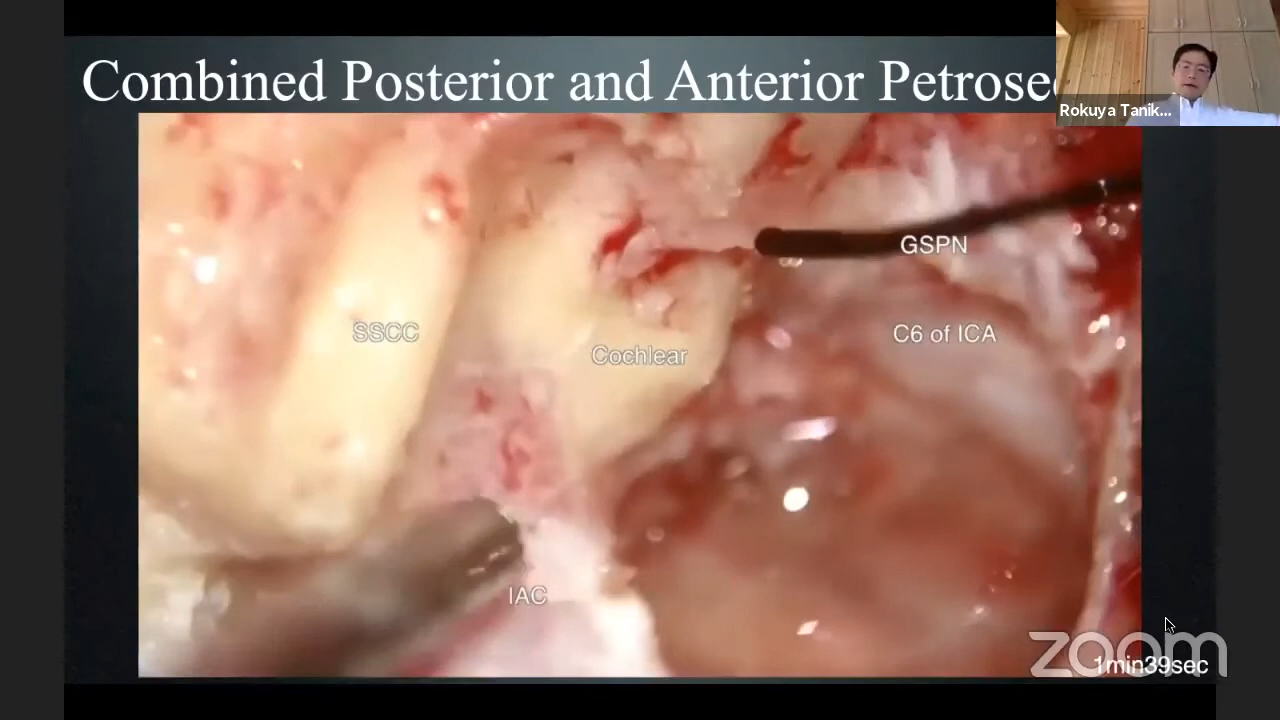 Combined Posterior and Anterior Petrose
Rokuya Tanik...
GSPN
SSCC
C6 of ICA
Cochlear
IAC
zoom
1min39sec